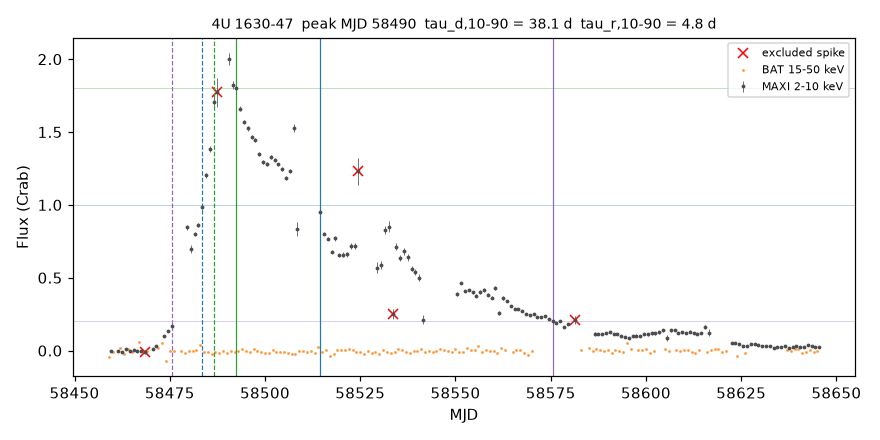 4U 1630-47 peak MJD 58490 tau_d,10-90 = 38.1 d tau_r,10-90 = 4.8 d
excluded spike
BAT 15-50 keV
MAXI 2-10 keV
Flux (Crab)
2.0
1.5
1.0
0.5
0.0
58450 58475 58500 58525 58550 58575 58600 58625 58650
MJD